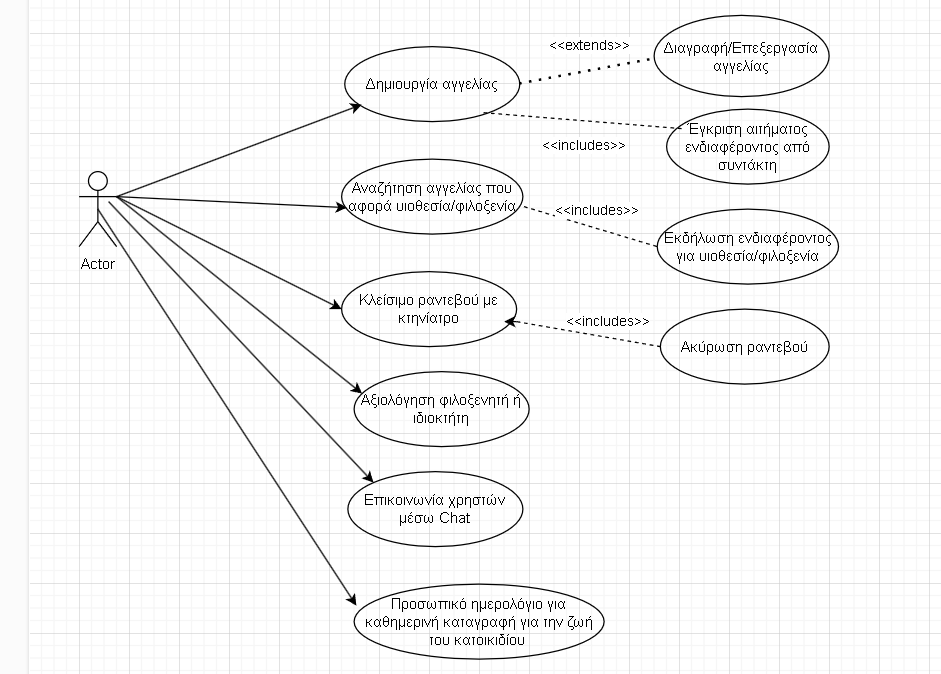 <<extends>>
Διαγραφή/Επεξεργασία
αγγελίας
Δημιουργία αγγελίας
Έγκριση αιτήματος
ενδιαφέροντος από
συντάκτη
<<includes>>
Αναζήτηση αγγελίας που
αφορά υιοθεσία/φιλοξενία
<<includes>>
Εκδήλωση ενδιαφέροντος
για υιοθεσία/φιλοξενία
Actor
Κλείσιμο ραντεβού με
κτηνίατρο
<<includes>>
Ακύρωση ραντεβού
Αξιολόγηση φιλοξενητή ή
ιδιοκτήτη
Επικοινωνία χρηστών
μέσω Chat
Προσωπικό ημερολόγιο για
καθημερινή καταγραφή για την ζωή
του κατοικιδίου